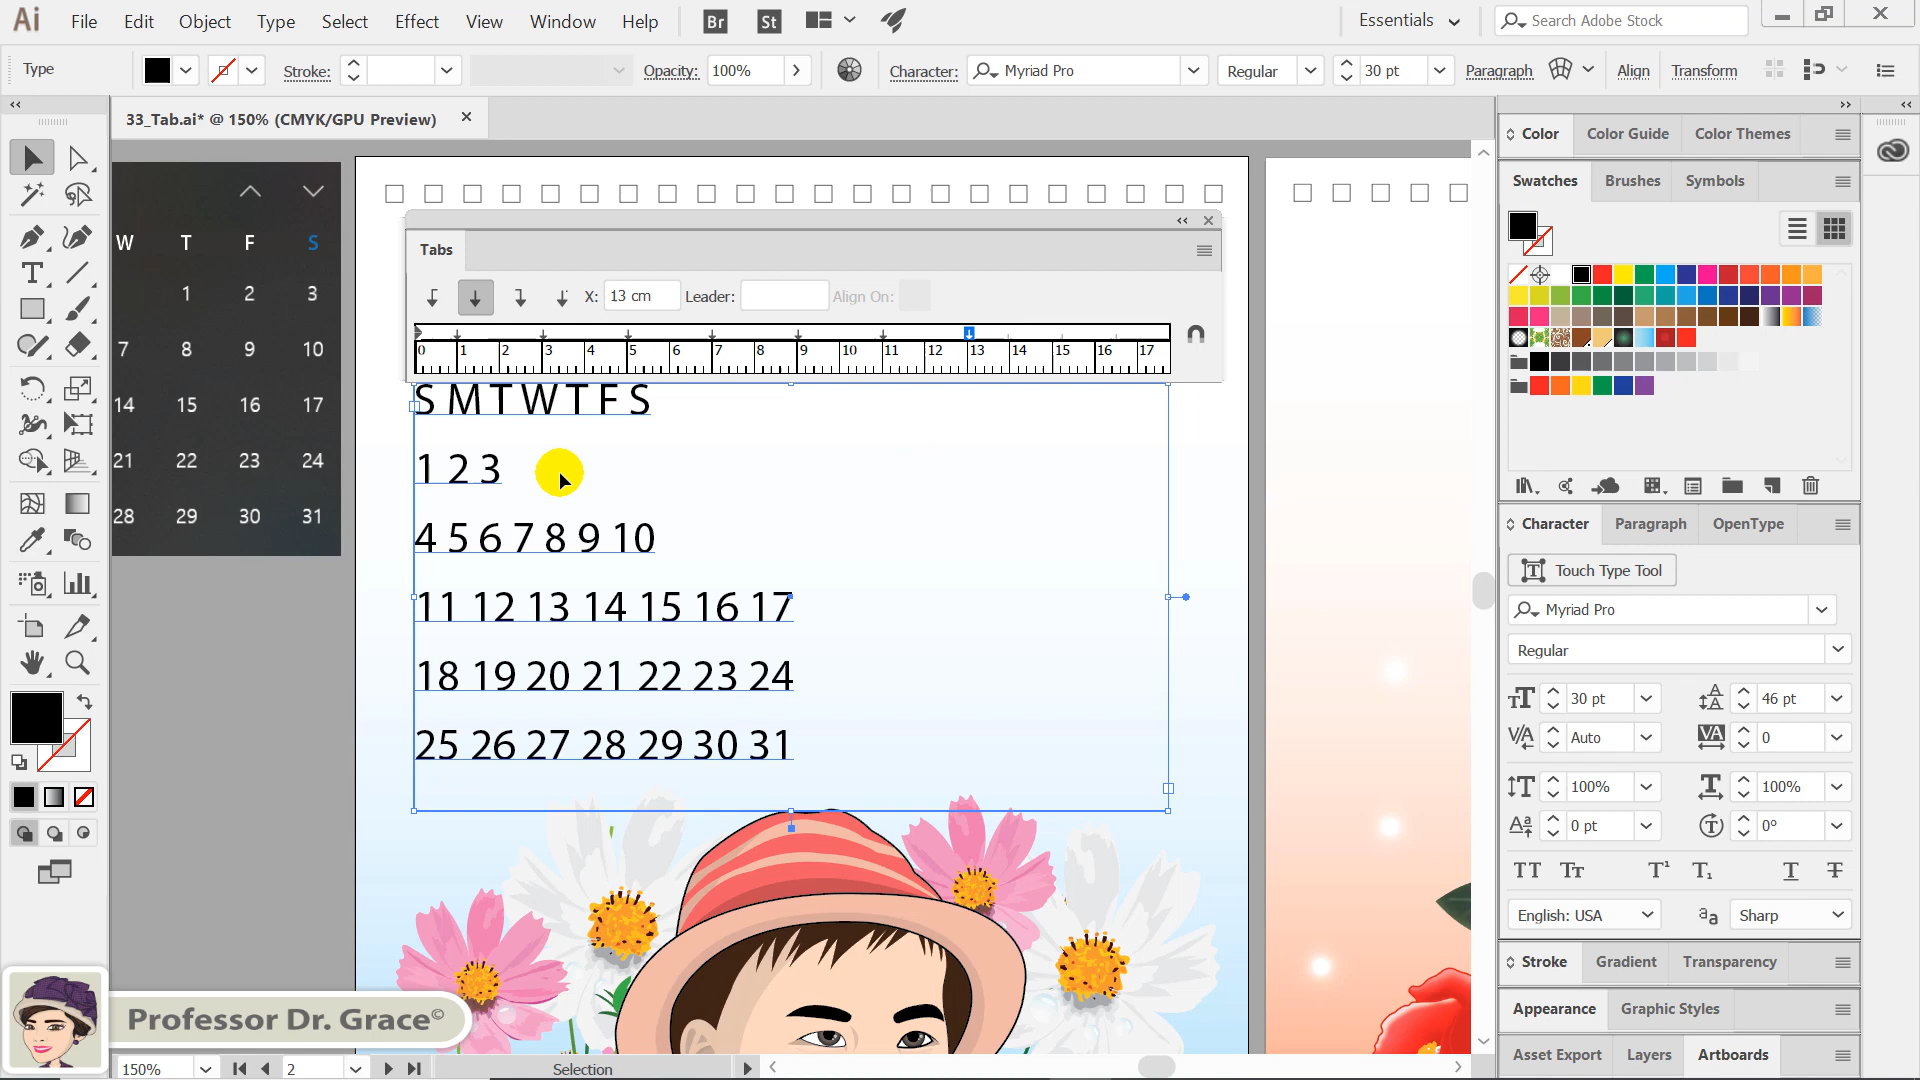 Ai File Edit Object Type Select Effect View Window Help Br St Essentials Search Adobe Stock
Type Stroke: Opacity: 100% Character: Myriad Pro Regular 30 pt Paragraph Align Transform
33_Tab.ai* @ 150% (CMYK/GPU Preview)
W T F S
1 2 3
7 8 9 10
14 15 16 17
21 22 23 24
28 29 30 31
Tabs
X: 13 cm Leader: Align On:
0 1 2 3 4 5 6 7 8 9 10 11 12 13 14 15 16 17
S M T W T F S
1 2 3
4 5 6 7 8 9 10
11 12 13 14 15 16 17
18 19 20 21 22 23 24
25 26 27 28 29 30 31
Color Color Guide Color Themes
Swatches Brushes Symbols
Character Paragraph OpenType
Touch Type Tool
Myriad Pro
Regular
30 pt 46 pt
Auto 0
100% 100%
0 pt 0°
English: USA Sharp
Stroke Gradient Transparency
Appearance Graphic Styles
Asset Export Layers Artboards
Professor Dr. Grace©
150% 2 Selection